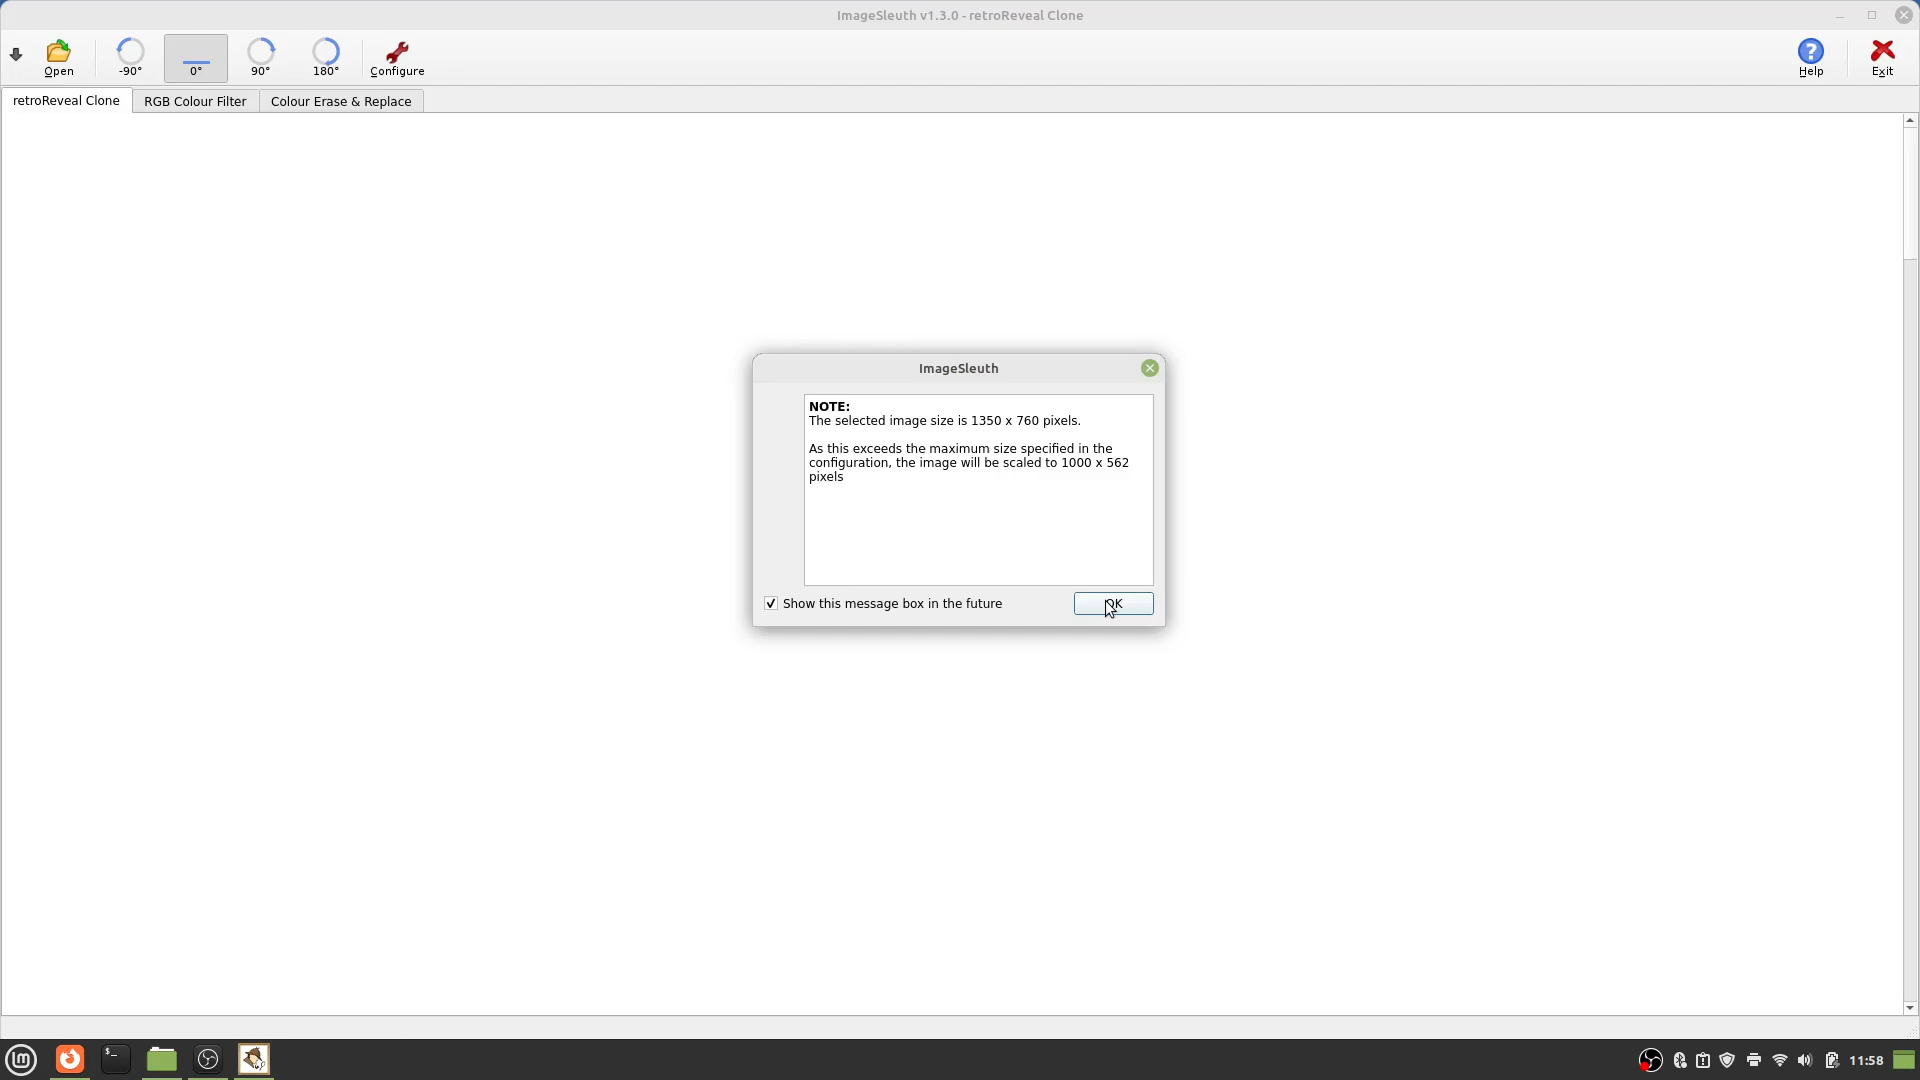 ImageSleuth v1.3.0 - retroReveal Clone
Open
-90°
0°
90°
180°
Configure
Help
Exit
retroReveal Clone
RGB Colour Filter
Colour Erase & Replace
ImageSleuth
NOTE:
The selected image size is 1350 x 760 pixels.
As this exceeds the maximum size specified in the
configuration, the image will be scaled to 1000 x 562
pixels
Show this message box in the future
OK
11:58